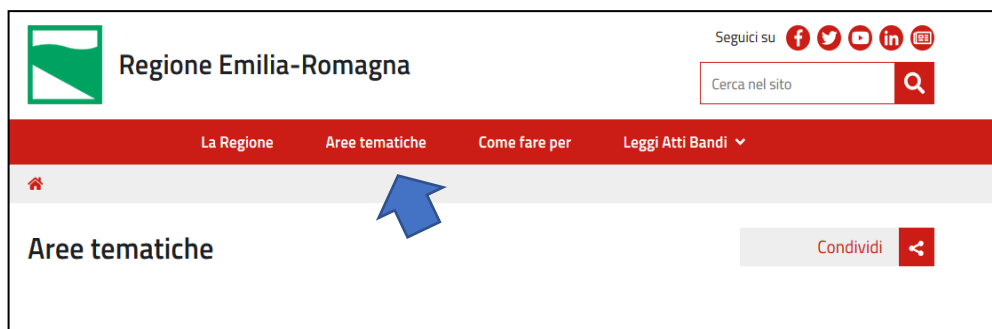 Seguici su
Regione Emilia-Romagna
Cerca nel sito
La Regione Aree tematiche Come fare per Leggi Atti Bandi
Aree tematiche
Condividi